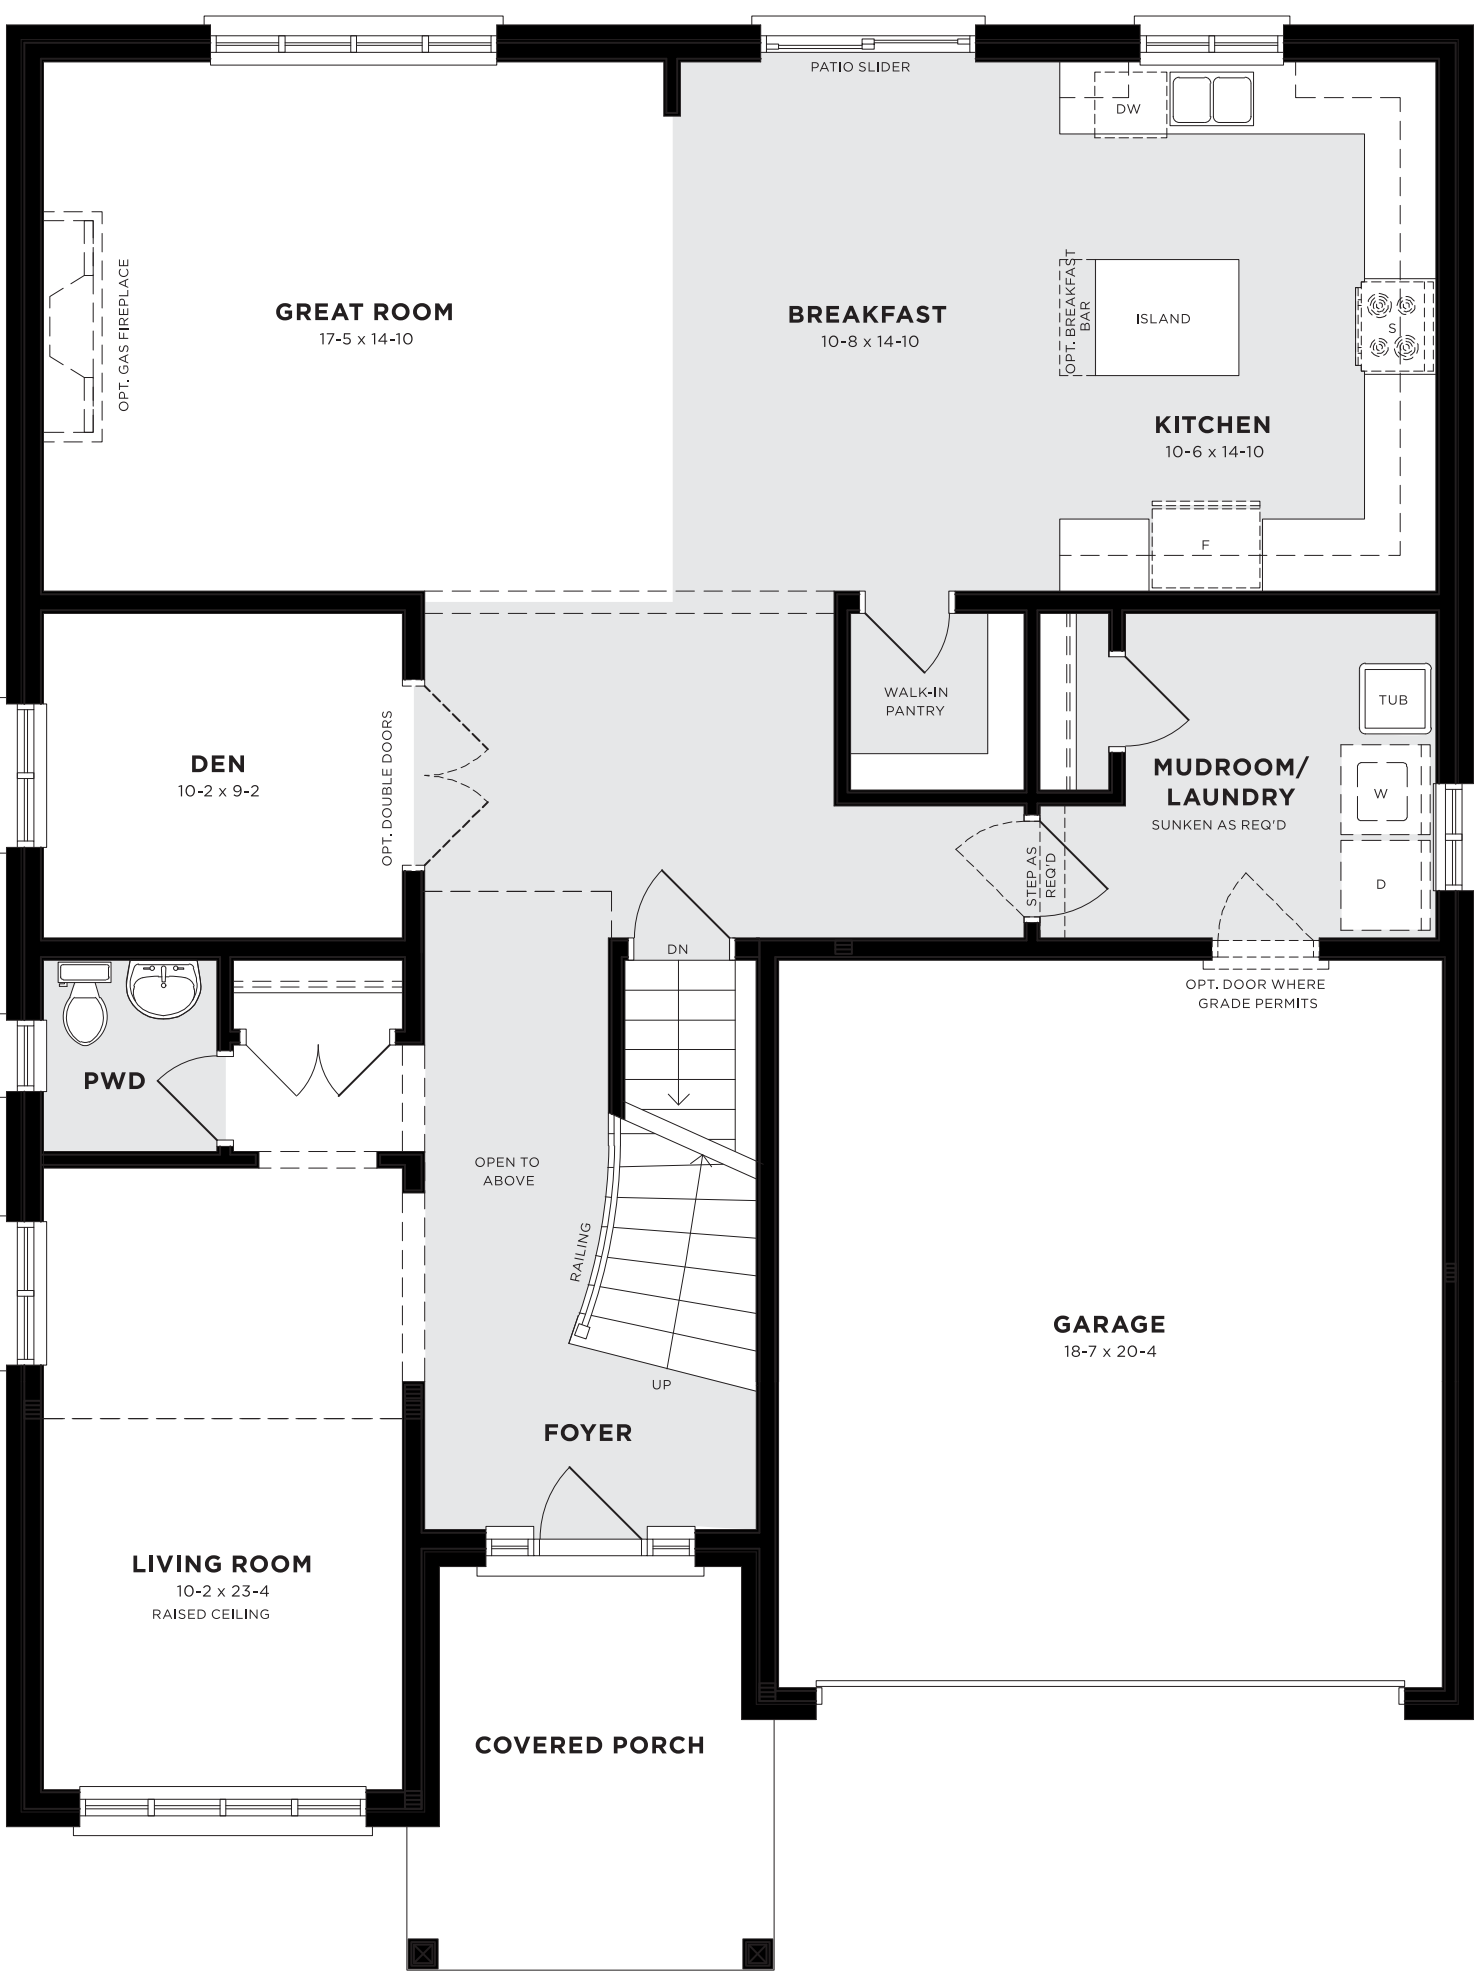 PATIO SLIDER
DW
OPT. GAS FIREPLACE
GREAT ROOM
17-5 x 14-10
BREAKFAST
10-8 x 14-10
OPT. BREAKFAST
BAR
ISLAND
S
KITCHEN
10-6 x 14-10
F
WALK-IN
PANTRY
TUB
DEN
10-2 x 9-2
OPT. DOUBLE DOORS
MUDROOM/
LAUNDRY
SUNKEN AS REQ'D
W
STEP AS
REQ'D
D
DN
OPT. DOOR WHERE
GRADE PERMITS
PWD
OPEN TO
ABOVE
RAILING
UP
GARAGE
18-7 x 20-4
FOYER
LIVING ROOM
10-2 x 23-4
RAISED CEILING
COVERED PORCH